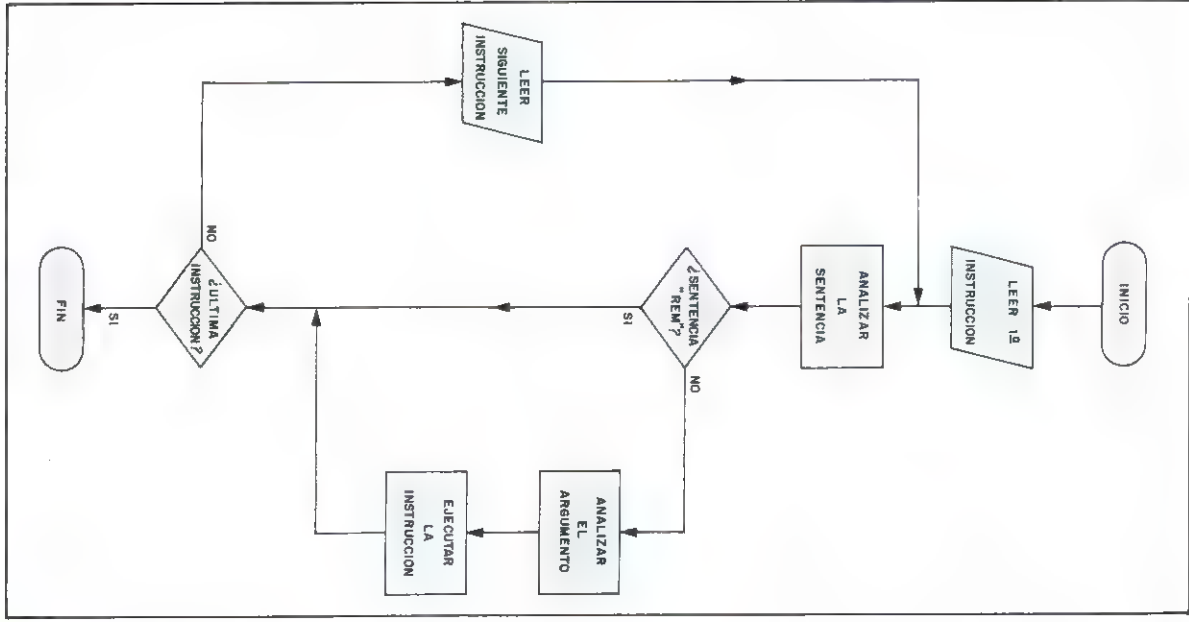 INICIO
LEER 1ª
INSTRUCCION
ANALIZAR
LA
SENTENCIA
¿SENTENCIA
"REM"?
NO
SI
ANALIZAR
EL
ARGUMENTO
EJECUTAR
LA
INSTRUCCION
¿ULTIMA
INSTRUCCION?
NO
SI
LEER
SIGUIENTE
INSTRUCCION
FIN